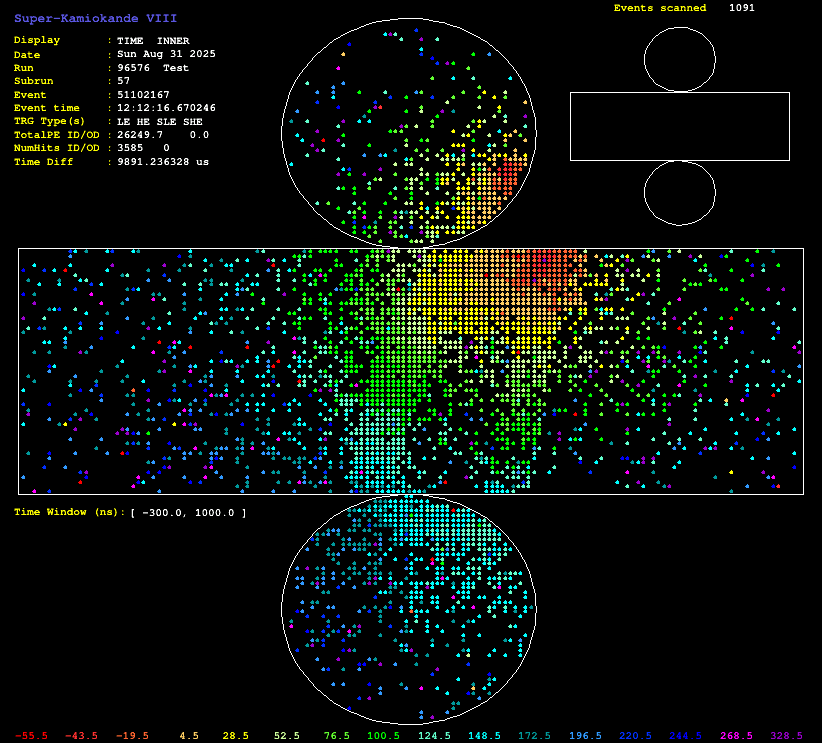 Super-Kamiokande VIII
Events scanned 1091
Display : TIME INNER
Date : Sun Aug 31 2025
Run : 96576 Test
Subrun : 57
Event : 51102167
Event time : 12:12:16.670246
TRG Type(s) : LE HE SLE SHE
TotalPE ID/OD : 26249.7 0.0
NumHits ID/OD : 3585 0
Time Diff : 9891.236328 us
Time Window (ns): [ -300.0, 1000.0 ]
-55.5 -43.5 -19.5 4.5 28.5 52.5 76.5 100.5 124.5 148.5 172.5 196.5 220.5 244.5 268.5 328.5